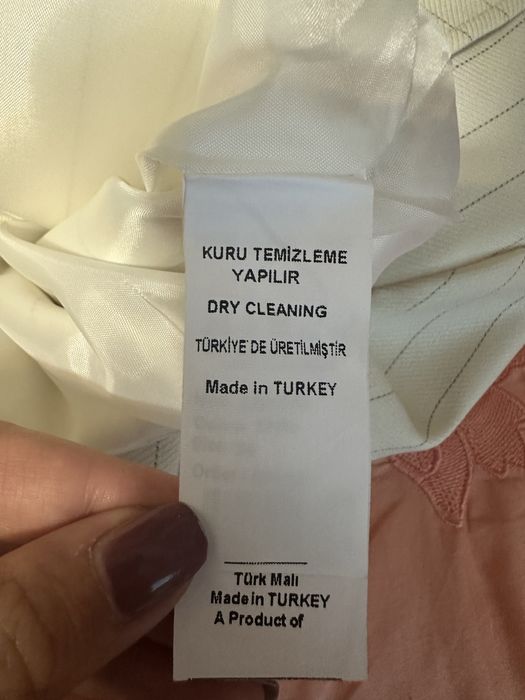 KURU TEMİZLEME
YAPILIR
DRY CLEANING
TÜRKİYE'DE ÜRETİLMİŞTİR
Made in TURKEY
Türk Malı
Made in TURKEY
A Product of